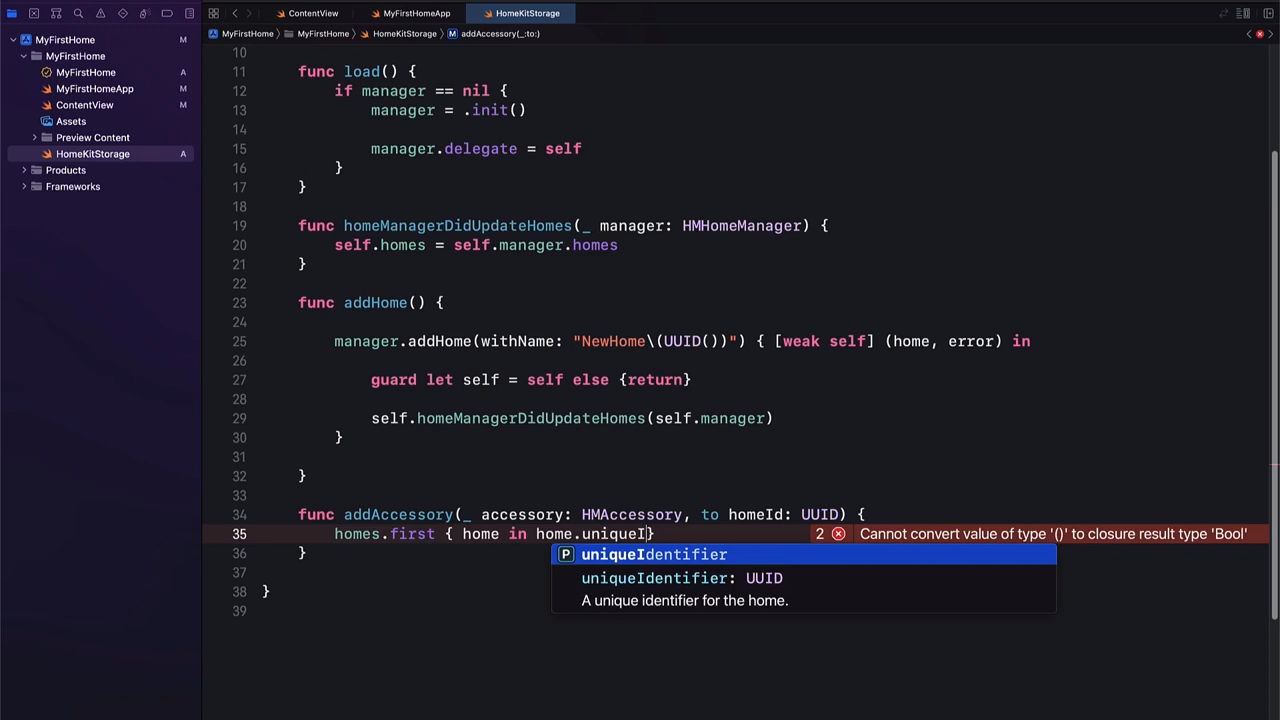 ContentView
MyFirstHomeApp
HomeKitStorage
MyFirstHome
MyFirstHome
HomeKitStorage
M addAccessory(_:to:)
MyFirstHome M
MyFirstHome
MyFirstHome A
MyFirstHomeApp A
ContentView M
Assets
Preview Content
HomeKitStorage A
Products
Frameworks
10
11 func load() {
12 if manager == nil {
13 manager = .init()
14
15 manager.delegate = self
16 }
17 }
18
19 func homeManagerDidUpdateHomes(_ manager: HMHomeManager) {
20 self.homes = self.manager.homes
21 }
22
23 func addHome() {
24
25 manager.addHome(withName: "NewHome\(UUID())") { [weak self] (home, error) in
26
27 guard let self = self else {return}
28
29 self.homeManagerDidUpdateHomes(self.manager)
30 }
31
32 }
33
34 func addAccessory(_ accessory: HMAccessory, to homeId: UUID) {
35 homes.first { home in home.uniqueI} 2 Cannot convert value of type '()' to closure result type 'Bool'
P uniqueIdentifier
uniqueIdentifier: UUID
A unique identifier for the home.
36 }
37
38 }
39